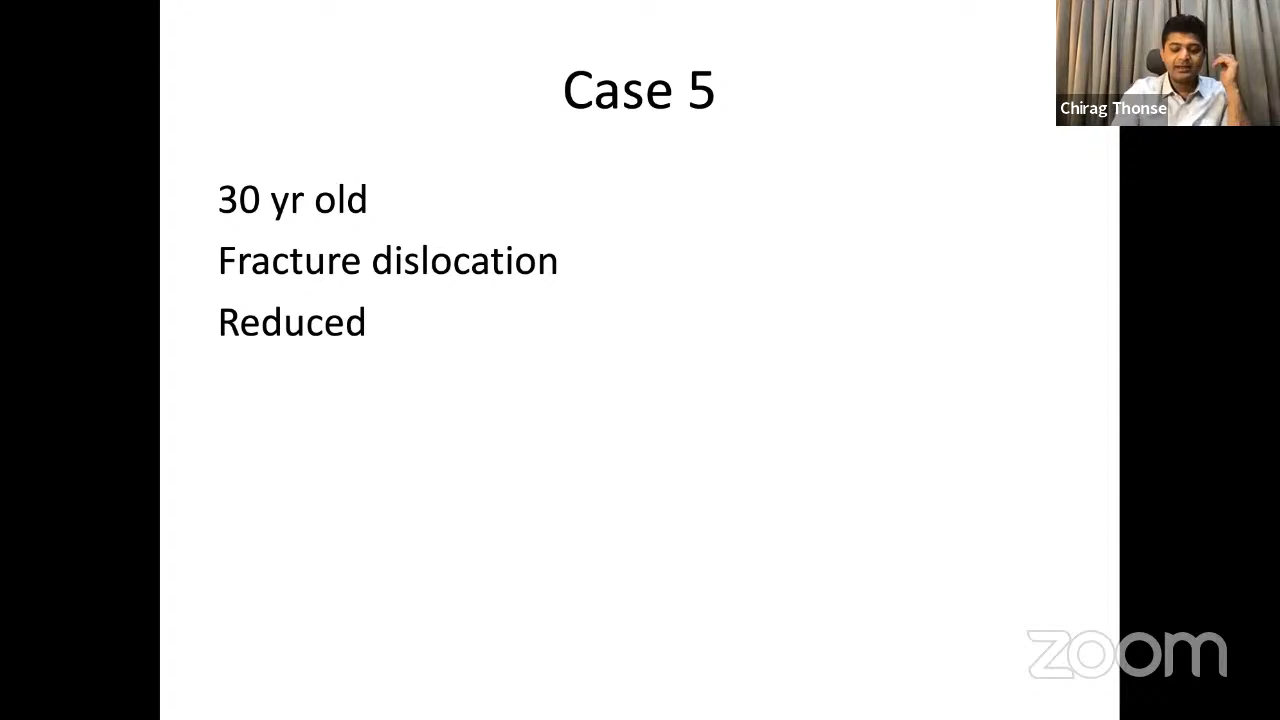 Case 5
Chirag Thonse
30 yr old
Fracture dislocation
Reduced
zoom